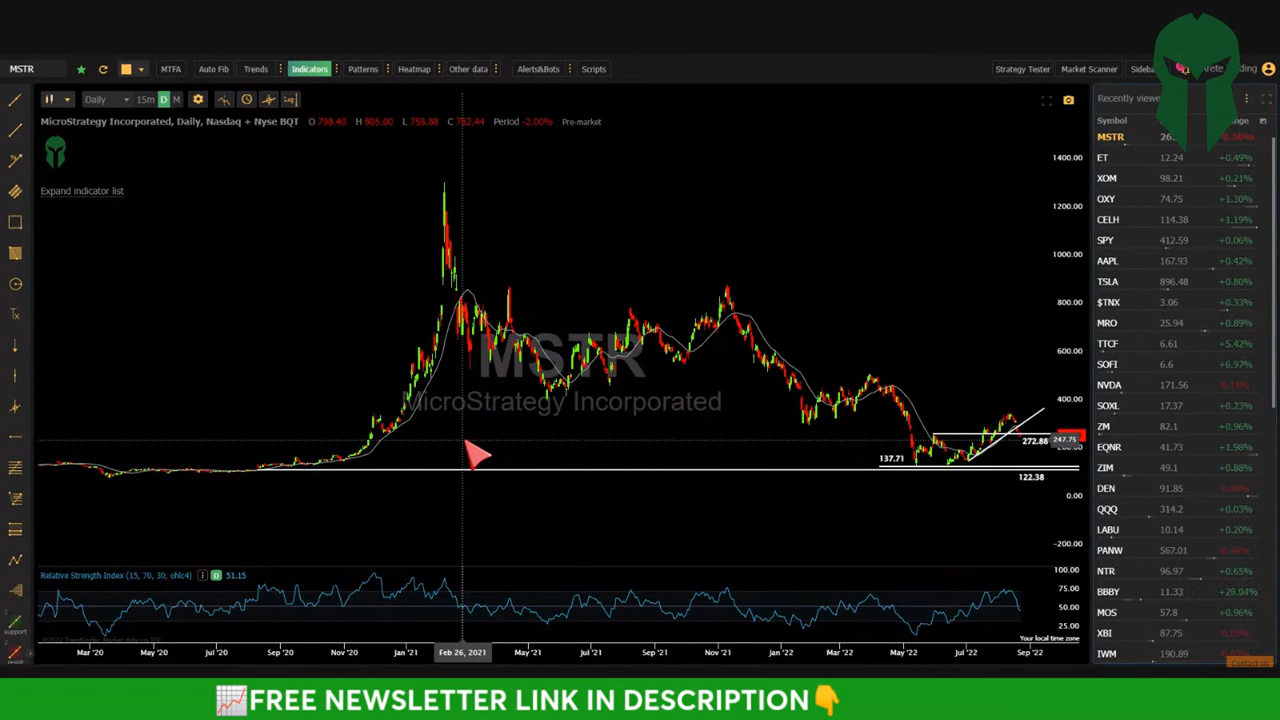 MSTR
MTFA
Auto Fib
Trends
Indicators
Patterns
Heatmap
Other data
Alerts&Bots
Scripts
Strategy Tester
Market Scanner
Daily
15m
D
M
Log
MicroStrategy Incorporated, Daily, Nasdaq + Nyse BQT
O 798.40
H 805.00
L 758.88
Period -2.00%
Pre-market
Expand indicator list
MSTR
MicroStrategy Incorporated
1400.00
1200.00
1000.00
800.00
600.00
400.00
0.00
-200.00
272.88
247.75
137.71
122.38
Relative Strength Index (15, 70, 30, ohlc4)
D
51.15
100.00
75.00
50.00
25.00
Your local time zone
Mar '20
May '20
Jul '20
Sep '20
Nov '20
Jan '21
Feb 26, 2021
May '21
Jul '21
Sep '21
Nov '21
Jan '22
Mar '22
May '22
Jul '22
Sep '22
support
Symbol
MSTR
ET 12.24 +0.49%
XOM 98.21 +0.21%
OXY 74.75 +1.30%
CELH 114.38 +1.19%
SPY 412.59 +0.06%
AAPL 167.93 +0.42%
TSLA 896.48 +0.80%
$TNX 3.06 +0.33%
MRO 25.94 +0.89%
TTCF 6.61 +5.42%
SOFI 6.6 +6.97%
NVDA 171.56
SOXL 17.37 +0.23%
ZM 82.1 +0.96%
EQNR 41.73 +1.98%
ZIM 49.1 +0.88%
DEN 91.85
QQQ 314.2 +0.03%
LABU 10.14 +0.20%
PANW 567.01
NTR 96.97 +0.65%
BBBY 11.33 +28.04%
MOS 57.8 +0.96%
XBI 87.75
IWM 190.89
Contact us
📈FREE NEWSLETTER LINK IN DESCRIPTION👇